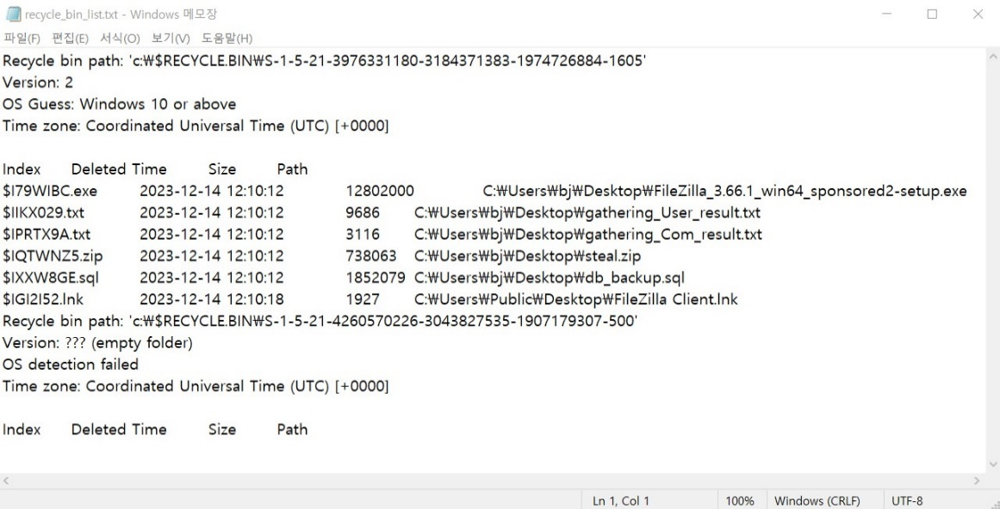 recycle_bin_list.txt - Windows 메모장
파일(F) 편집(E) 서식(O) 보기(V) 도움말(H)
Recycle bin path: 'c:₩$RECYCLE.BIN₩S-1-5-21-3976331180-3184371383-1974726884-1605'
Version: 2
OS Guess: Windows 10 or above
Time zone: Coordinated Universal Time (UTC) [+0000]
Index Deleted Time Size Path
$I79WIBC.exe 2023-12-14 12:10:12 12802000 C:₩Users₩bj₩Desktop₩FileZilla_3.66.1_win64_sponsored2-setup.exe
$IIKX029.txt 2023-12-14 12:10:12 9686 C:₩Users₩bj₩Desktop₩gathering_User_result.txt
$IPRTX9A.txt 2023-12-14 12:10:12 3116 C:₩Users₩bj₩Desktop₩gathering_Com_result.txt
$IQTWNZ5.zip 2023-12-14 12:10:12 738063 C:₩Users₩bj₩Desktop₩steal.zip
$IXXW8GE.sql 2023-12-14 12:10:12 1852079 C:₩Users₩bj₩Desktop₩db_backup.sql
$IGI2I52.lnk 2023-12-14 12:10:18 1927 C:₩Users₩Public₩Desktop₩FileZilla Client.lnk
Recycle bin path: 'c:₩$RECYCLE.BIN₩S-1-5-21-4260570226-3043827535-1907179307-500'
Version: ??? (empty folder)
OS detection failed
Time zone: Coordinated Universal Time (UTC) [+0000]
Index Deleted Time Size Path
Ln 1, Col 1 100% Windows (CRLF) UTF-8